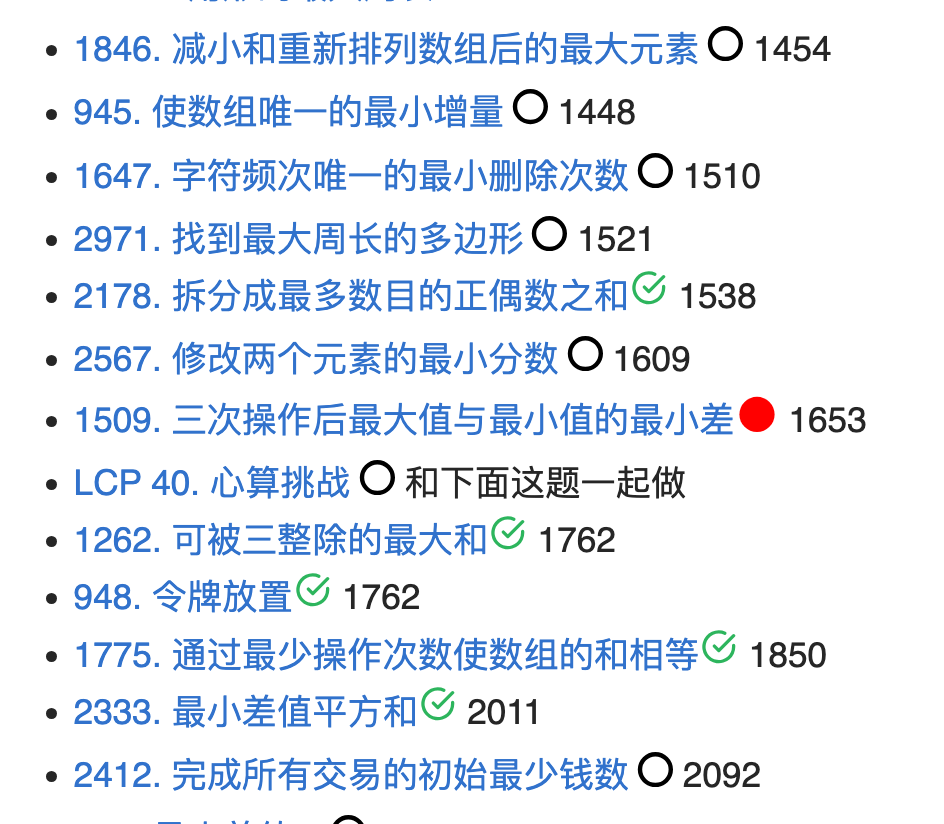 1846. 减小和重新排列数组后的最大元素 1454
945. 使数组唯一的最小增量 1448
1647. 字符频次唯一的最小删除次数 1510
2971. 找到最大周长的多边形 1521
2178. 拆分成最多数目的正偶数之和 1538
2567. 修改两个元素的最小分数 1609
1509. 三次操作后最大值与最小值的最小差 1653
LCP 40. 心算挑战 和下面这题一起做
1262. 可被三整除的最大和 1762
948. 令牌放置 1762
1775. 通过最少操作次数使数组的和相等 1850
2333. 最小差值平方和 2011
2412. 完成所有交易的初始最少钱数 2092